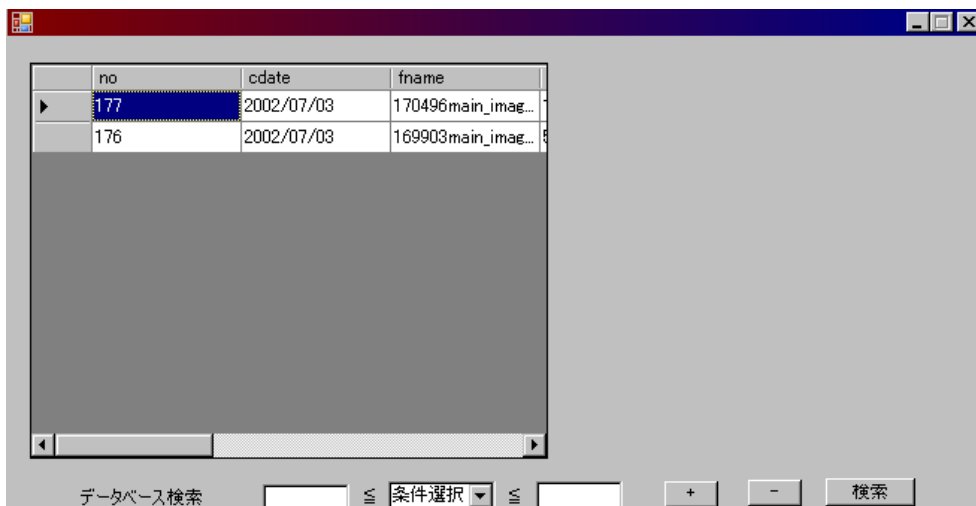 no cdate fname
177 2002/07/03 170496main_imag...
176 2002/07/03 169903main_imag...
データベース検索 ≦ 条件選択 ≦ + - 検索